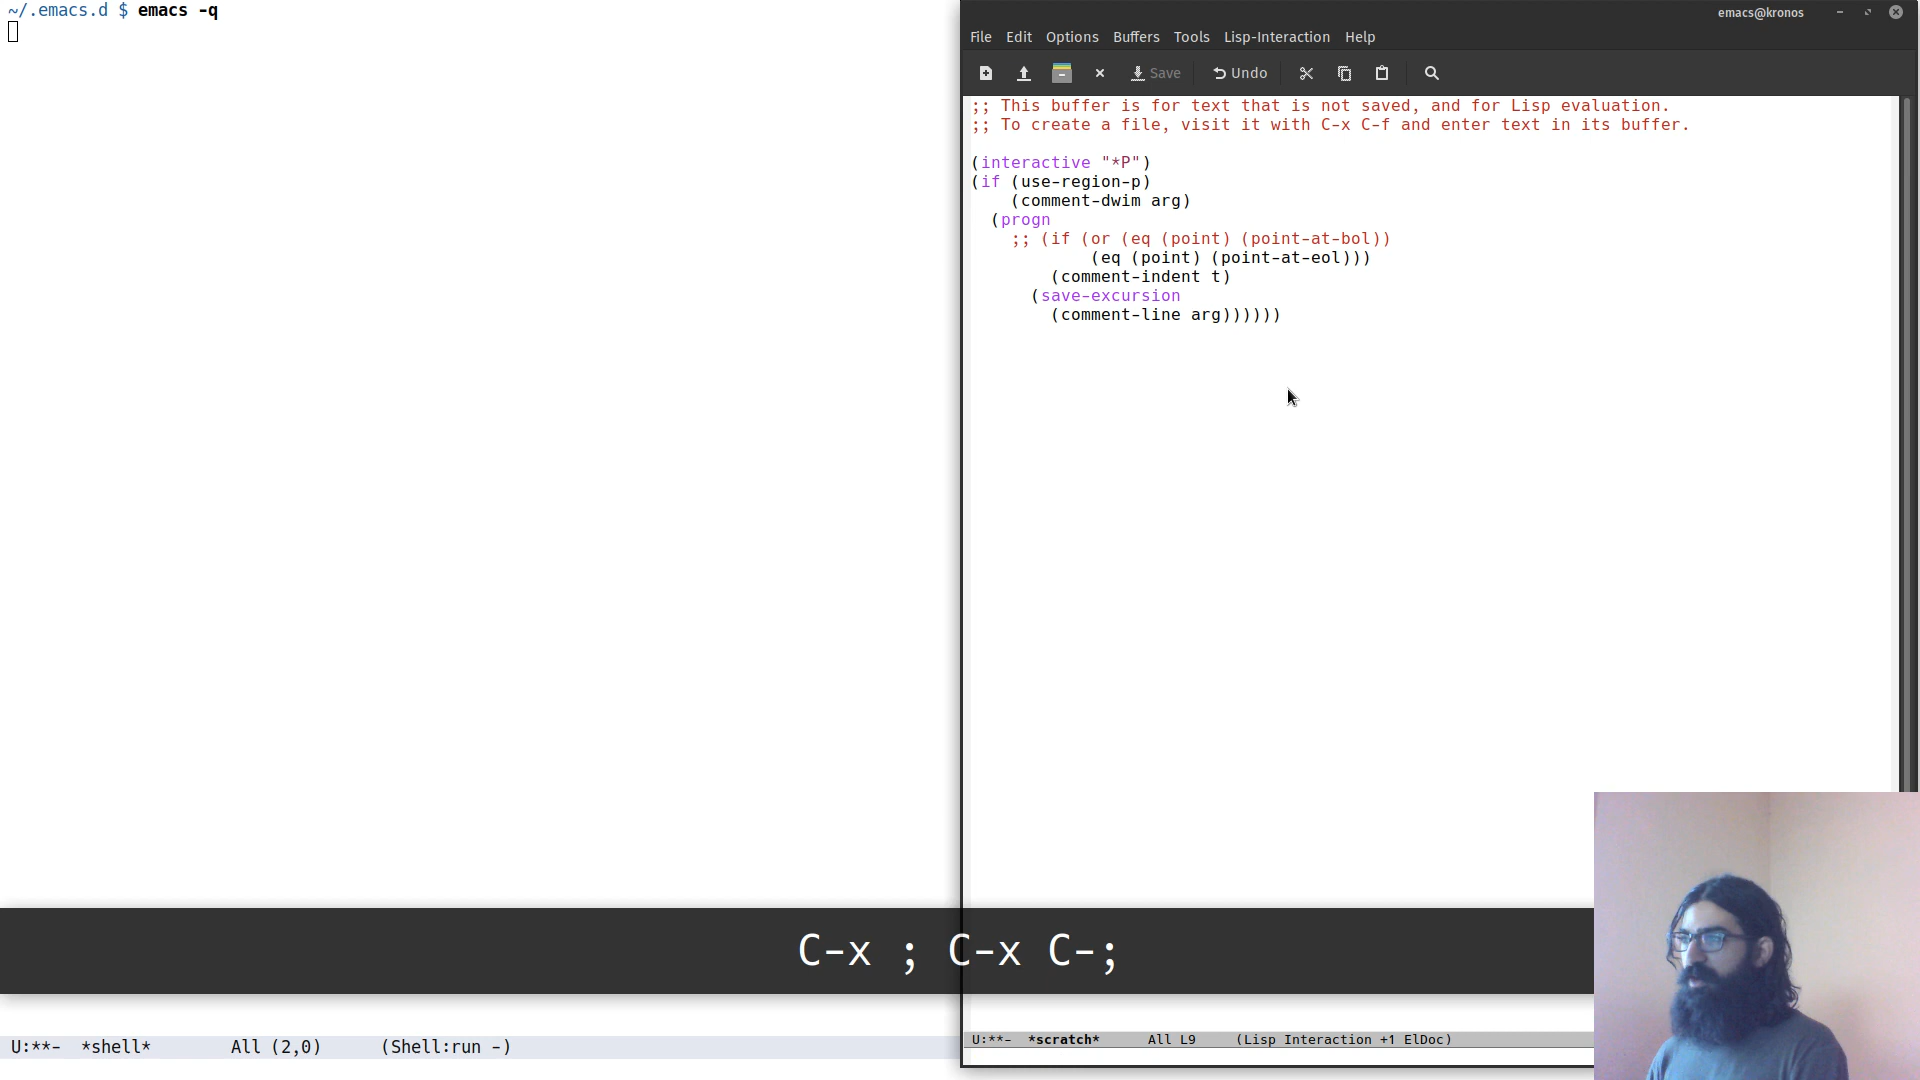 ~/.emacs.d $ emacs -q
emacs@kronos
File Edit Options Buffers Tools Lisp-Interaction Help
Save Undo
;; This buffer is for text that is not saved, and for Lisp evaluation.
;; To create a file, visit it with C-x C-f and enter text in its buffer.
(interactive "*P")
(if (use-region-p)
    (comment-dwim arg)
  (progn
    ;; (if (or (eq (point) (point-at-bol))
            (eq (point) (point-at-eol)))
        (comment-indent t)
      (save-excursion
        (comment-line arg))))))
C-x ; C-x C-;
U:**-  *shell*        All (2,0)      (Shell:run -)
U:**-  *scratch*      All L9     (Lisp Interaction +1 ElDoc)